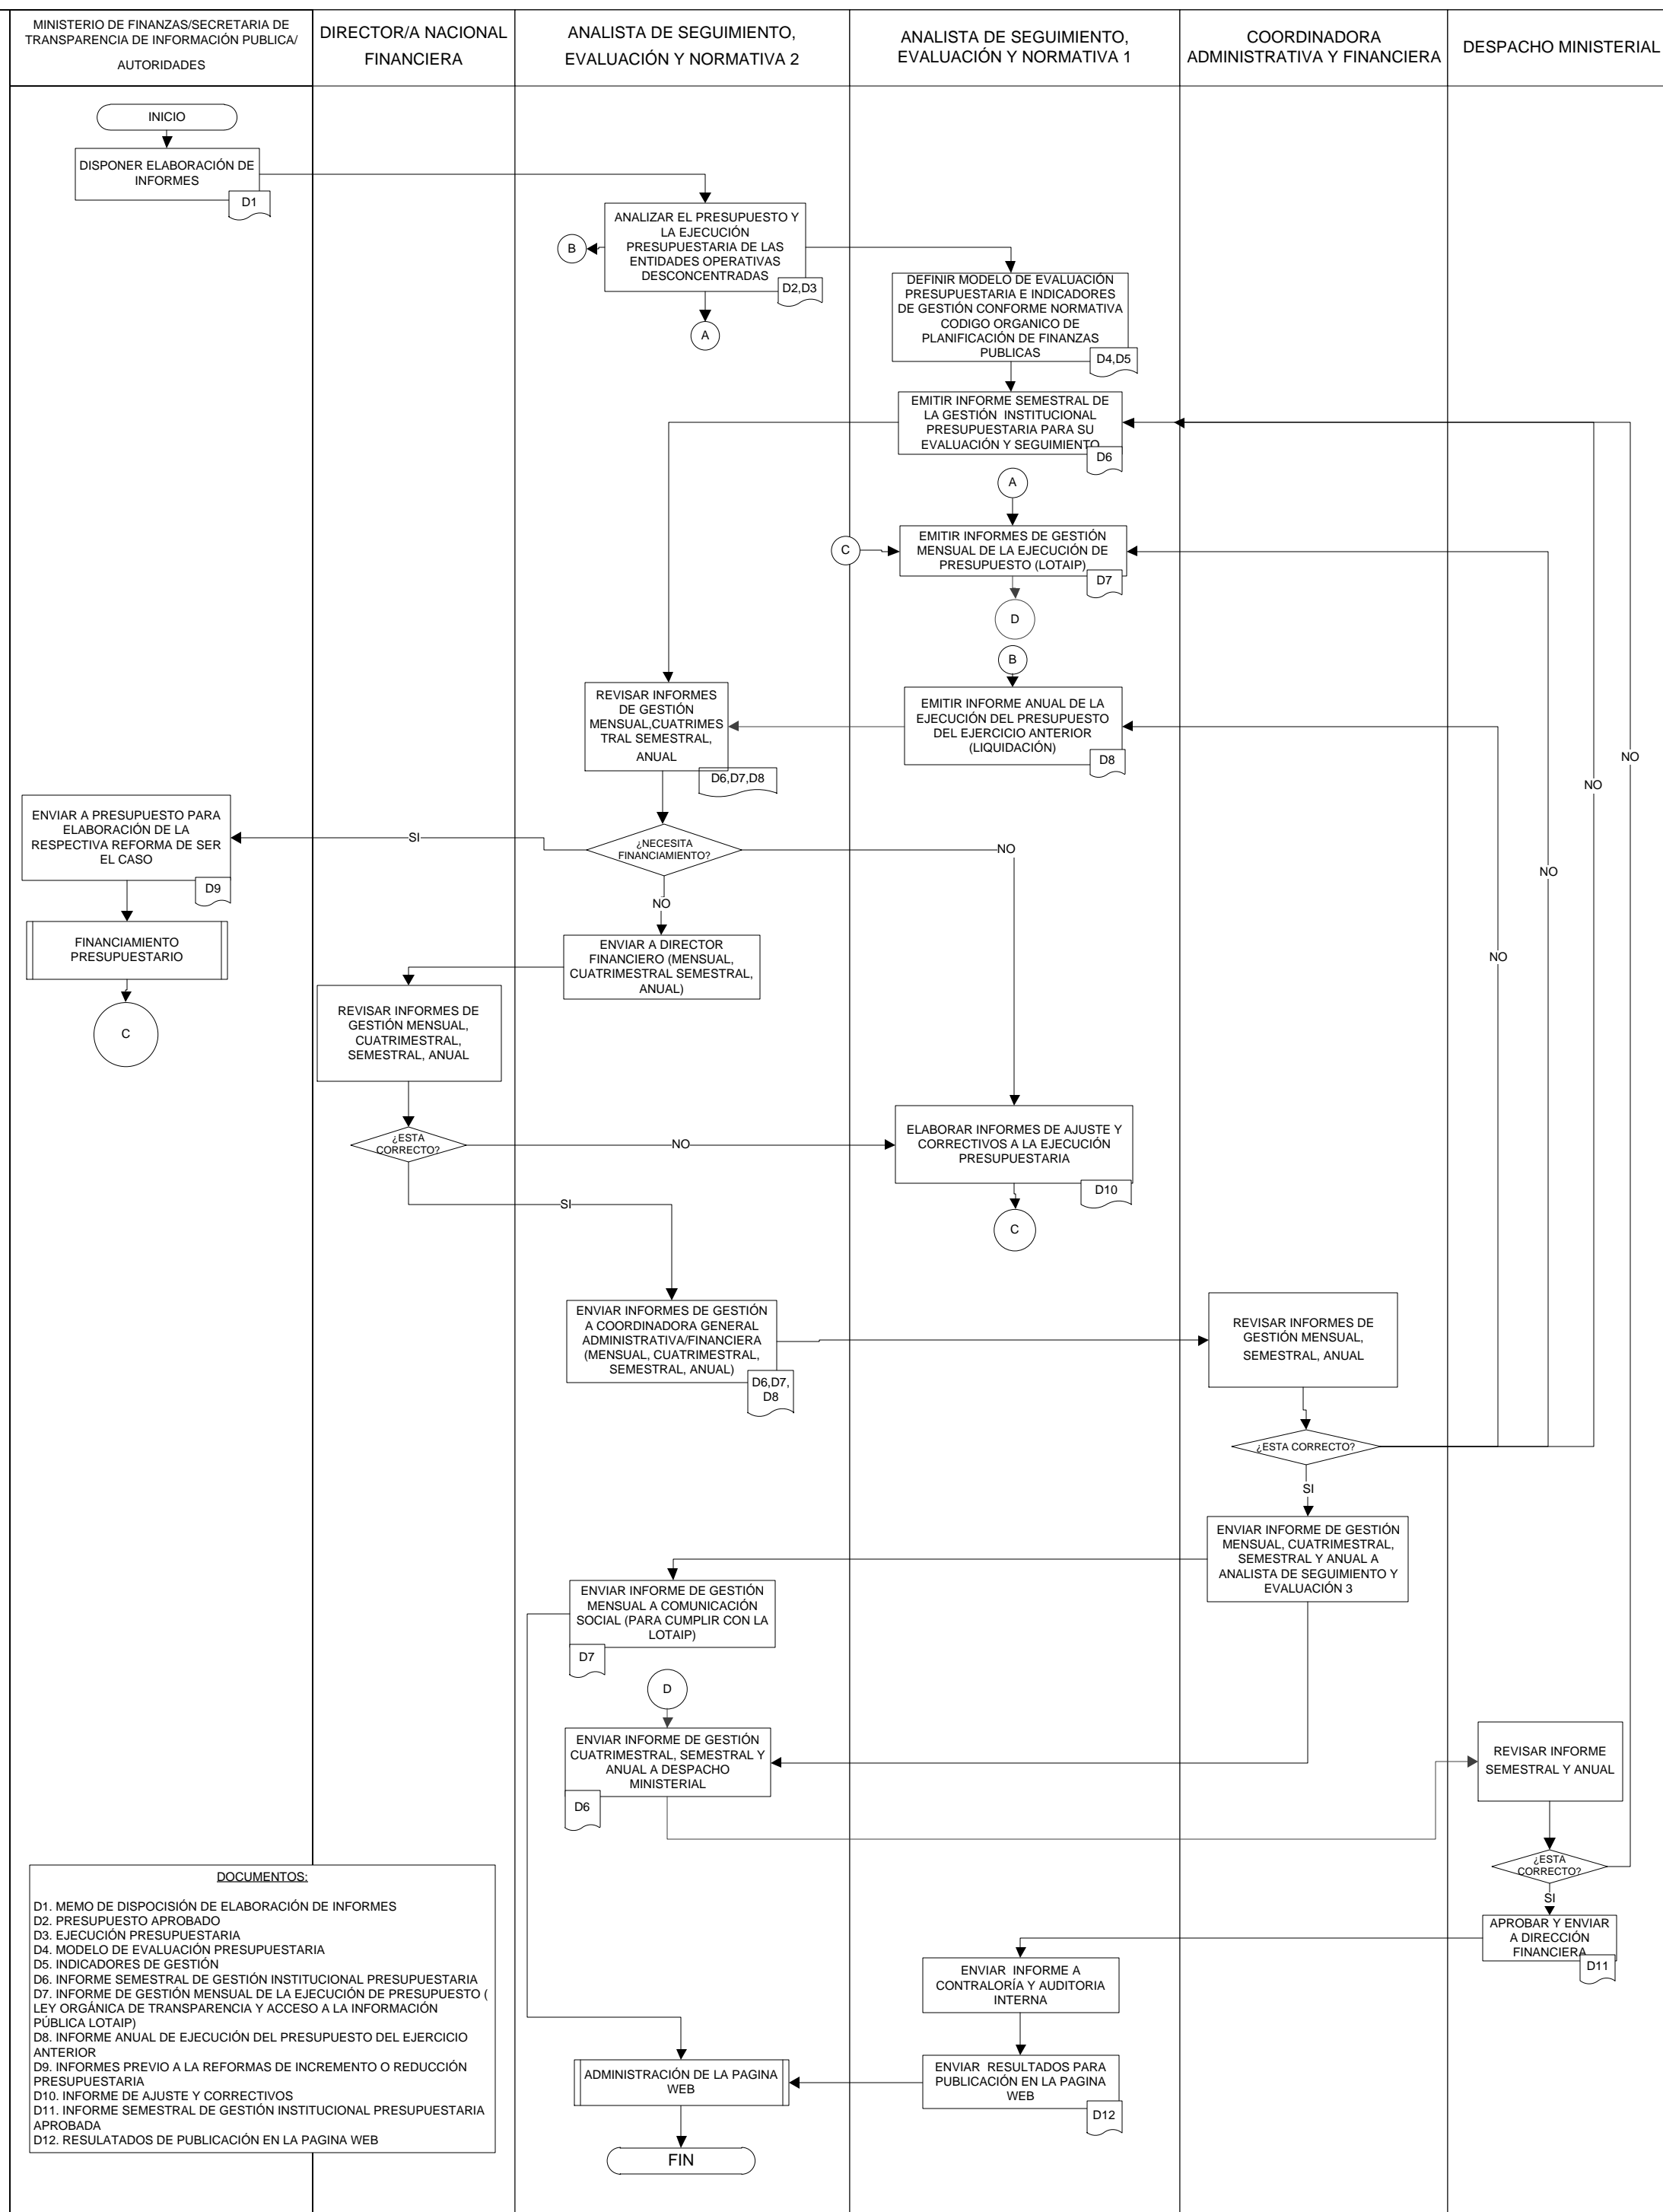 MINISTERIO DE FINANZAS/SECRETARIA DE
TRANSPARENCIA DE INFORMACIÓN PUBLICA/
AUTORIDADES
DIRECTOR/A NACIONAL
FINANCIERA
ANALISTA DE SEGUIMIENTO,
EVALUACIÓN Y NORMATIVA 2
ANALISTA DE SEGUIMIENTO,
EVALUACIÓN Y NORMATIVA 1
COORDINADORA
ADMINISTRATIVA Y FINANCIERA
DESPACHO MINISTERIAL
INICIO
DISPONER ELABORACIÓN DE
INFORMES
D1
ANALIZAR EL PRESUPUESTO Y
LA EJECUCIÓN
PRESUPUESTARIA DE LAS
ENTIDADES OPERATIVAS
DESCONCENTRADAS
D2,D3
B
A
DEFINIR MODELO DE EVALUACIÓN
PRESUPUESTARIA E INDICADORES
DE GESTIÓN CONFORME NORMATIVA
CODIGO ORGANICO DE
PLANIFICACIÓN DE FINANZAS
PUBLICAS
D4,D5
EMITIR INFORME SEMESTRAL DE
LA GESTIÓN  INSTITUCIONAL
PRESUPUESTARIA PARA SU
EVALUACIÓN Y SEGUIMIENTO
D6
A
C
EMITIR INFORMES DE GESTIÓN
MENSUAL DE LA EJECUCIÓN DE
PRESUPUESTO (LOTAIP)
D7
D
B
REVISAR INFORMES
DE GESTIÓN
MENSUAL,CUATRIMES
TRAL SEMESTRAL,
ANUAL
D6,D7,D8
EMITIR INFORME ANUAL DE LA
EJECUCIÓN DEL PRESUPUESTO
DEL EJERCICIO ANTERIOR
(LIQUIDACIÓN)
D8
NO
NO
NO
NO
ENVIAR A PRESUPUESTO PARA
ELABORACIÓN DE LA
RESPECTIVA REFORMA DE SER
EL CASO
D9
SI
¿NECESITA
FINANCIAMIENTO?
NO
NO
FINANCIAMIENTO
PRESUPUESTARIO
C
ENVIAR A DIRECTOR
FINANCIERO (MENSUAL,
CUATRIMESTRAL SEMESTRAL,
ANUAL)
REVISAR INFORMES DE
GESTIÓN MENSUAL,
CUATRIMESTRAL,
SEMESTRAL, ANUAL
¿ESTA
CORRECTO?
NO
SI
ELABORAR INFORMES DE AJUSTE Y
CORRECTIVOS A LA EJECUCIÓN
PRESUPUESTARIA
D10
C
ENVIAR INFORMES DE GESTIÓN
A COORDINADORA GENERAL
ADMINISTRATIVA/FINANCIERA
(MENSUAL, CUATRIMESTRAL,
SEMESTRAL, ANUAL)
D6,D7,
D8
REVISAR INFORMES DE
GESTIÓN MENSUAL,
SEMESTRAL, ANUAL
¿ESTA CORRECTO?
SI
ENVIAR INFORME DE GESTIÓN
MENSUAL, CUATRIMESTRAL,
SEMESTRAL Y ANUAL A
ANALISTA DE SEGUIMIENTO Y
EVALUACIÓN 3
ENVIAR INFORME DE GESTIÓN
MENSUAL A COMUNICACIÓN
SOCIAL (PARA CUMPLIR CON LA
LOTAIP)
D7
D
ENVIAR INFORME DE GESTIÓN
CUATRIMESTRAL, SEMESTRAL Y
ANUAL A DESPACHO
MINISTERIAL
D6
REVISAR INFORME
SEMESTRAL Y ANUAL
¿ESTA
CORRECTO?
SI
APROBAR Y ENVIAR
A DIRECCIÓN
FINANCIERA
D11
ENVIAR  INFORME A
CONTRALORÍA Y AUDITORIA
INTERNA
ENVIAR  RESULTADOS PARA
PUBLICACIÓN EN LA PAGINA
WEB
D12
ADMINISTRACIÓN DE LA PAGINA
WEB
FIN
DOCUMENTOS:
D1. MEMO DE DISPOCISIÓN DE ELABORACIÓN DE INFORMES
D2. PRESUPUESTO APROBADO
D3. EJECUCIÓN PRESUPUESTARIA
D4. MODELO DE EVALUACIÓN PRESUPUESTARIA
D5. INDICADORES DE GESTIÓN
D6. INFORME SEMESTRAL DE GESTIÓN INSTITUCIONAL PRESUPUESTARIA
D7. INFORME DE GESTIÓN MENSUAL DE LA EJECUCIÓN DE PRESUPUESTO (
LEY ORGÁNICA DE TRANSPARENCIA Y ACCESO A LA INFORMACIÓN
PÚBLICA LOTAIP)
D8. INFORME ANUAL DE EJECUCIÓN DEL PRESUPUESTO DEL EJERCICIO
ANTERIOR
D9. INFORMES PREVIO A LA REFORMAS DE INCREMENTO O REDUCCIÓN
PRESUPUESTARIA
D10. INFORME DE AJUSTE Y CORRECTIVOS
D11. INFORME SEMESTRAL DE GESTIÓN INSTITUCIONAL PRESUPUESTARIA
APROBADA
D12. RESULATADOS DE PUBLICACIÓN EN LA PAGINA WEB